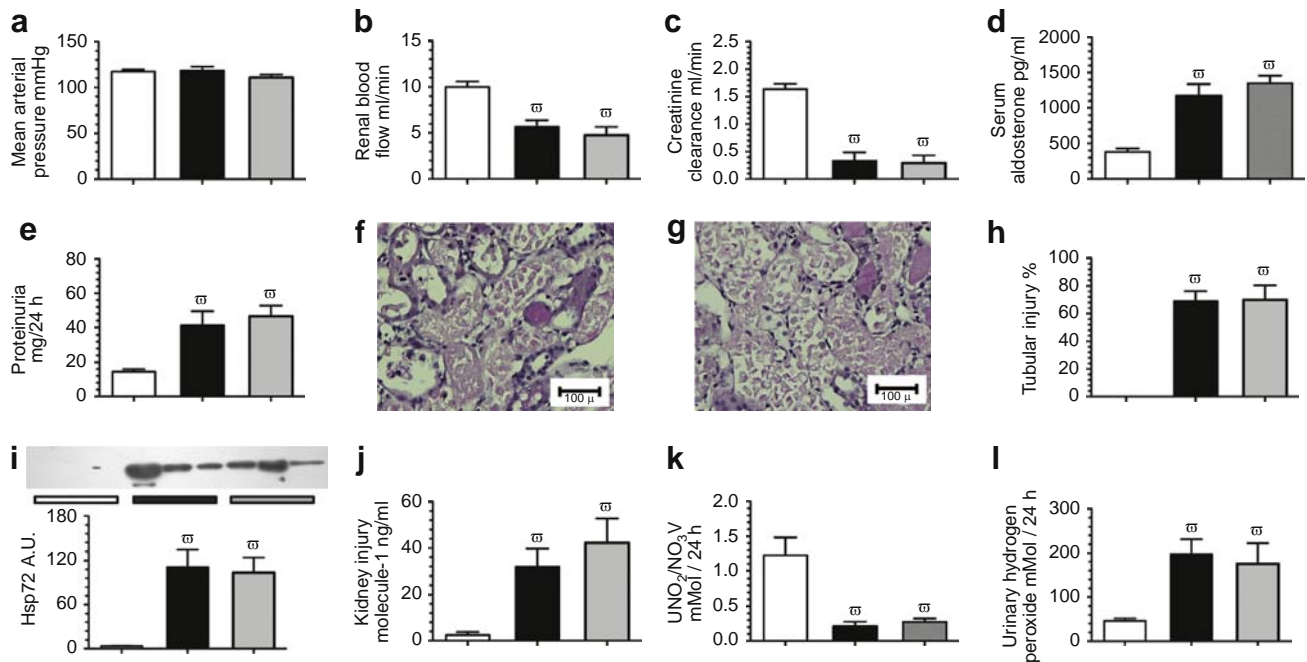 a
Mean arterial
pressure mmHg
150
100
50
0
b
Renal blood
flow ml/min
15
10
5
0
ϖ
ϖ
c
Creatinine
clearance ml/min
2.5
2.0
1.5
1.0
0.5
0.0
ϖ
ϖ
d
Serum
aldosterone pg/ml
2000
1500
1000
500
0
ϖ
ϖ
e
Proteinuria
mg/24 h
80
60
40
20
0
ϖ
ϖ
f
100 μ
g
100 μ
h
Tubular injury %
100
80
60
40
20
0
ϖ
ϖ
i
Hsp72 A.U.
180
120
60
0
ϖ
ϖ
j
Kidney injury
molecule-1 ng/ml
60
40
20
0
ϖ
ϖ
k
UNO₂/NO₃V
mMol / 24 h
2.0
1.5
1.0
0.5
0.0
ϖ
ϖ
l
Urinary hydrogen
peroxide mMol / 24 h
300
200
100
0
ϖ
ϖ